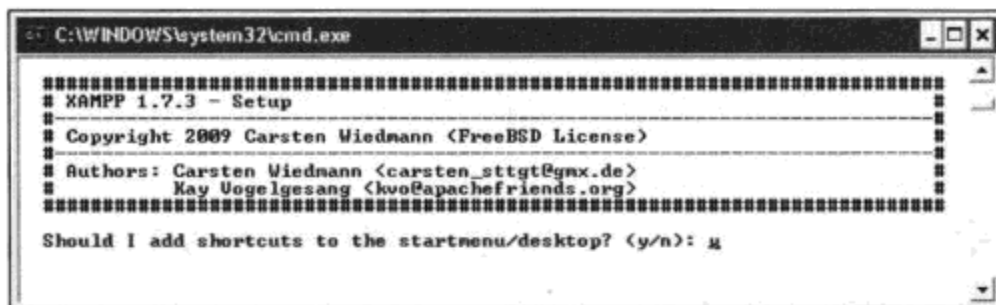 C:\WINDOWS\system32\cmd.exe
###########################################################################
# XAMPP 1.7.3 - Setup #
#-------------------------------------------------------------------------#
# Copyright 2009 Carsten Wiedmann (FreeBSD License) #
#-------------------------------------------------------------------------#
# Authors: Carsten Wiedmann <carsten_sttgt@gmx.de> #
# Kay Vogelgesang <kvo@apachefriends.org> #
###########################################################################
Should I add shortcuts to the startmenu/desktop? (y/n): y